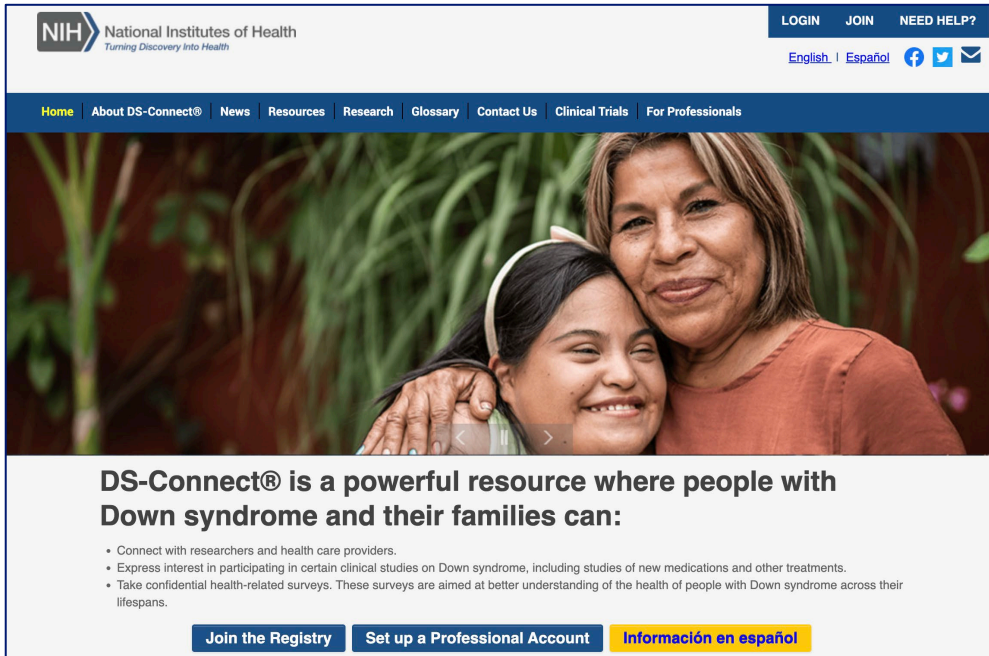 NIH National Institutes of Health
Turning Discovery Into Health
LOGIN JOIN NEED HELP?
English | Español
Home About DS-Connect® News Resources Research Glossary Contact Us Clinical Trials For Professionals
DS-Connect® is a powerful resource where people with
Down syndrome and their families can:
• Connect with researchers and health care providers.
• Express interest in participating in certain clinical studies on Down syndrome, including studies of new medications and other treatments.
• Take confidential health-related surveys. These surveys are aimed at better understanding of the health of people with Down syndrome across their
lifespans.
Join the Registry Set up a Professional Account Información en español